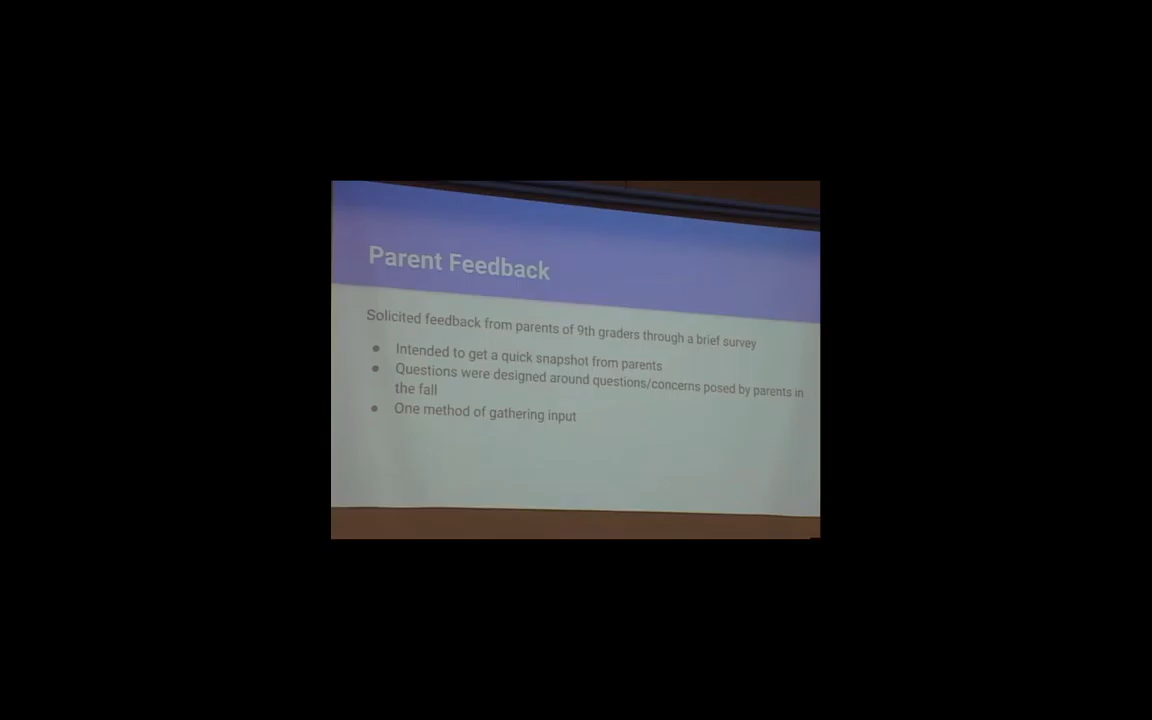 Parent Feedback
Solicited feedback from parents of 9th graders through a brief survey
● Intended to get a quick snapshot from parents
● Questions were designed around questions/concerns posed by parents in
the fall
● One method of gathering input